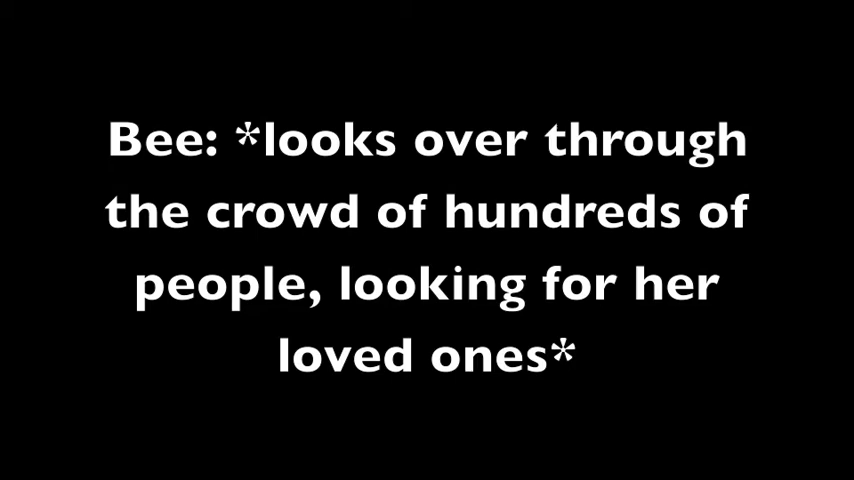 Bee: *looks over through
the crowd of hundreds of
people, looking for her
loved ones*